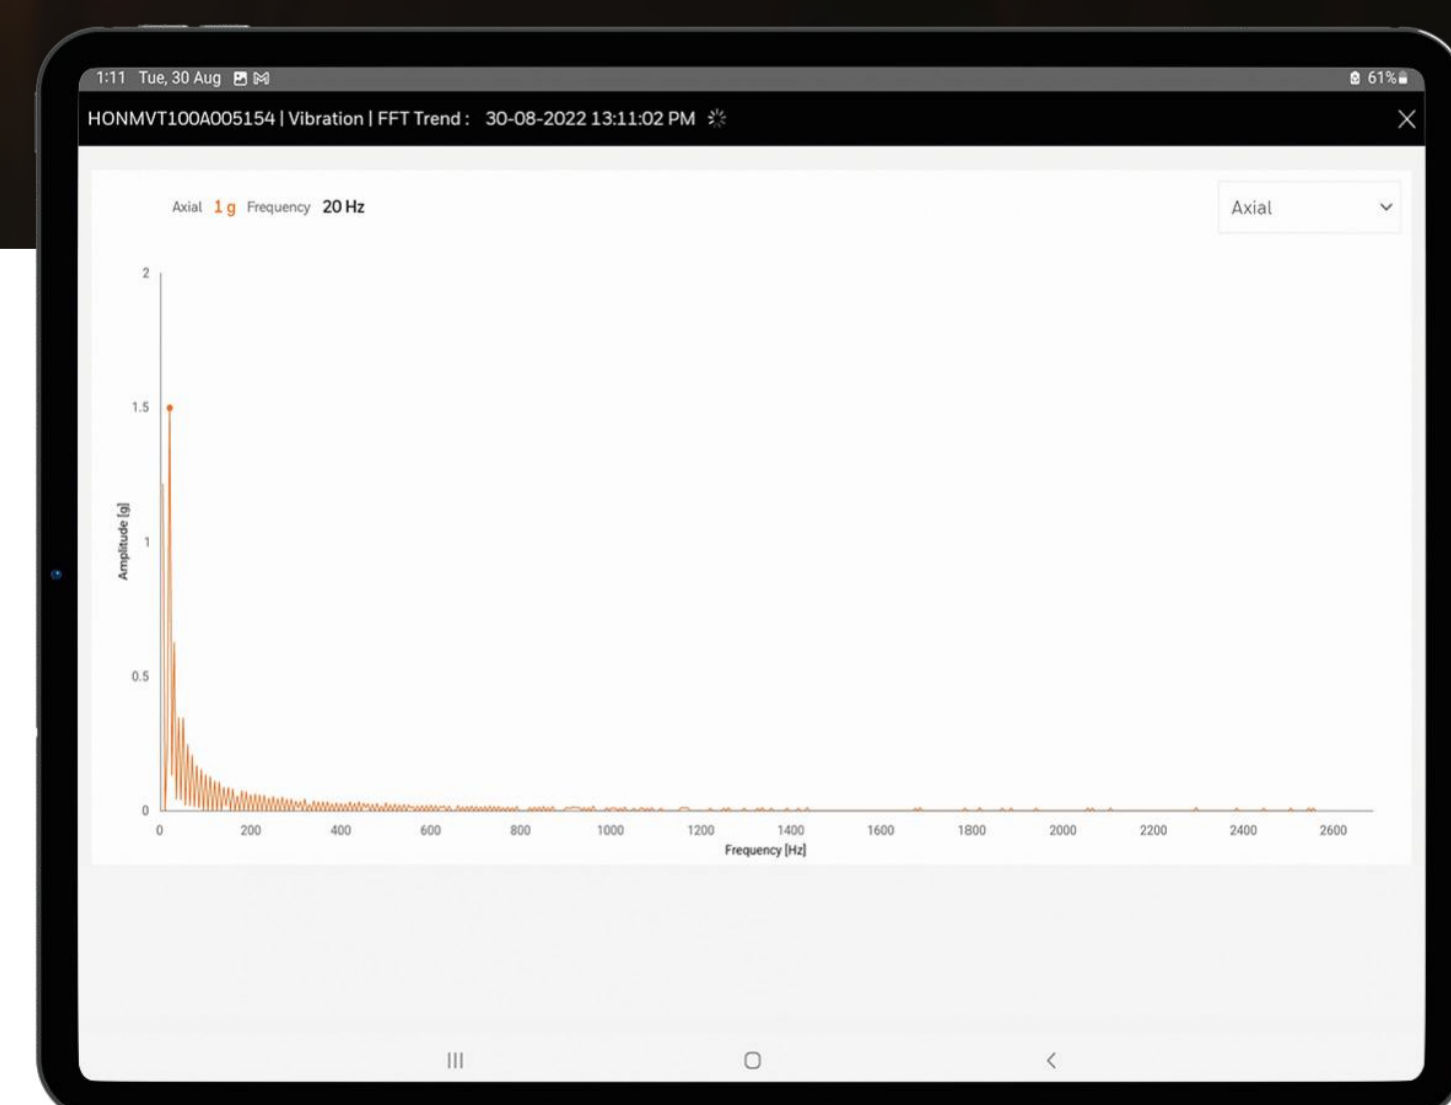 1:11 Tue, 30 Aug 61%
HONMVT100A005154 | Vibration | FFT Trend : 30-08-2022 13:11:02 PM
Axial 1 g Frequency 20 Hz
Axial
2
1.5
1
0.5
0
Amplitude [g]
0 200 400 600 800 1000 1200 1400 1600 1800 2000 2200 2400 2600
Frequency [Hz]